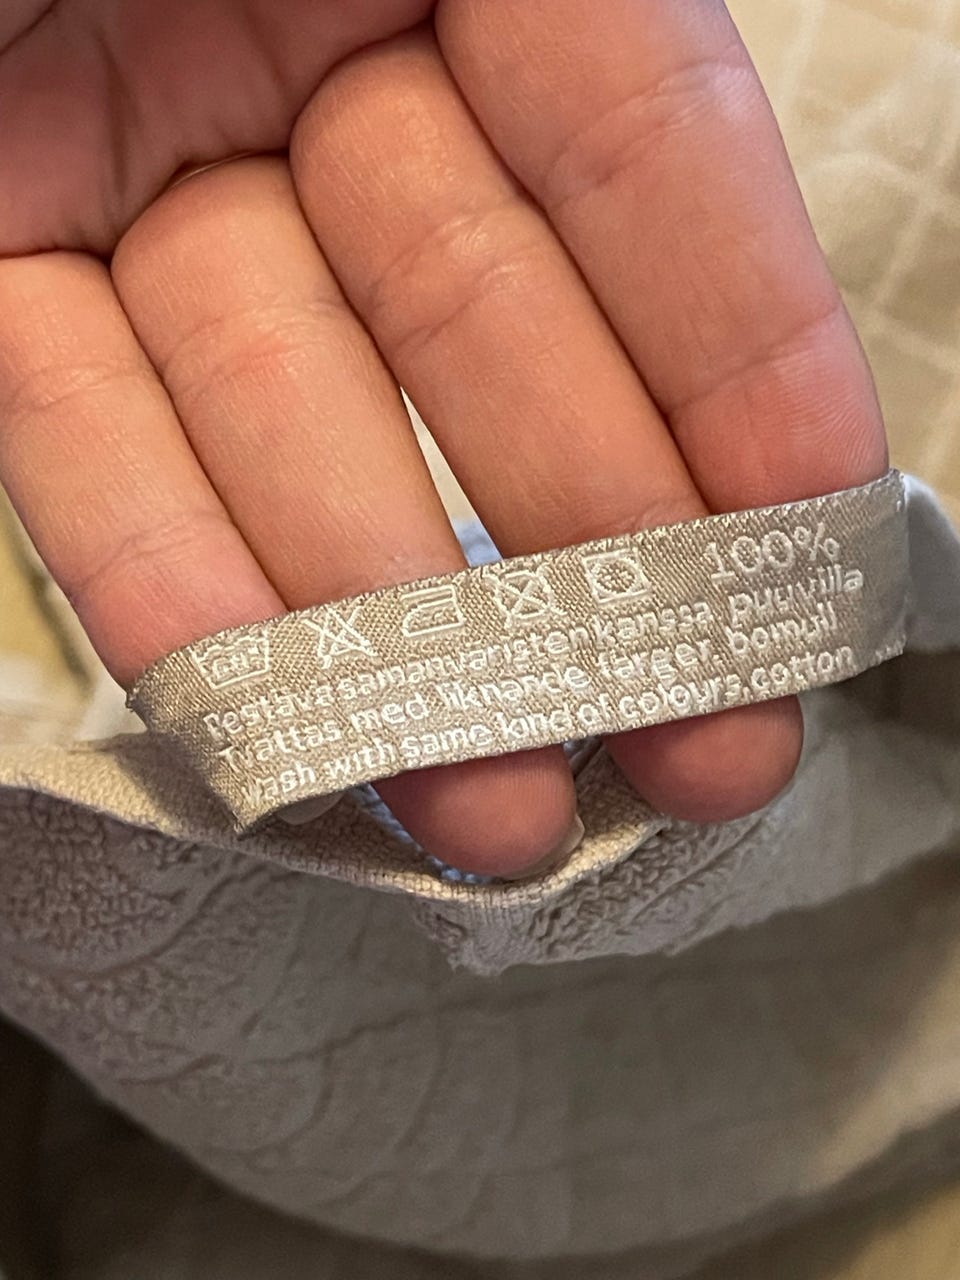 100%
Pestävä samanväristen kanssa puuvilla
Tvättas med liknande färger. bomull
Wash with same kind of colours. cotton